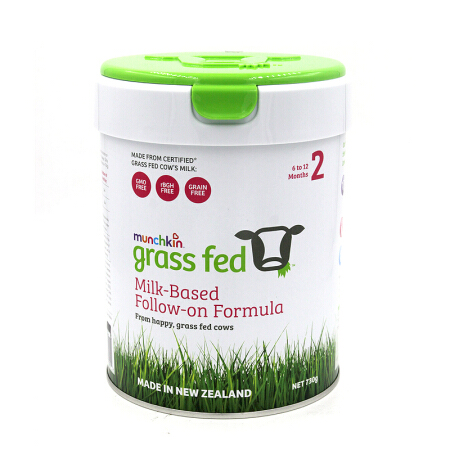 MADE FROM CERTIFIED*
GRASS FED COW'S MILK:
GMO
FREE
rBGH
FREE
GRAIN
FREE
6 to 12
Months
2
munchkin
grass fed
Milk-Based
Follow-on Formula
From happy, grass fed cows
MADE IN NEW ZEALAND
NET 730g